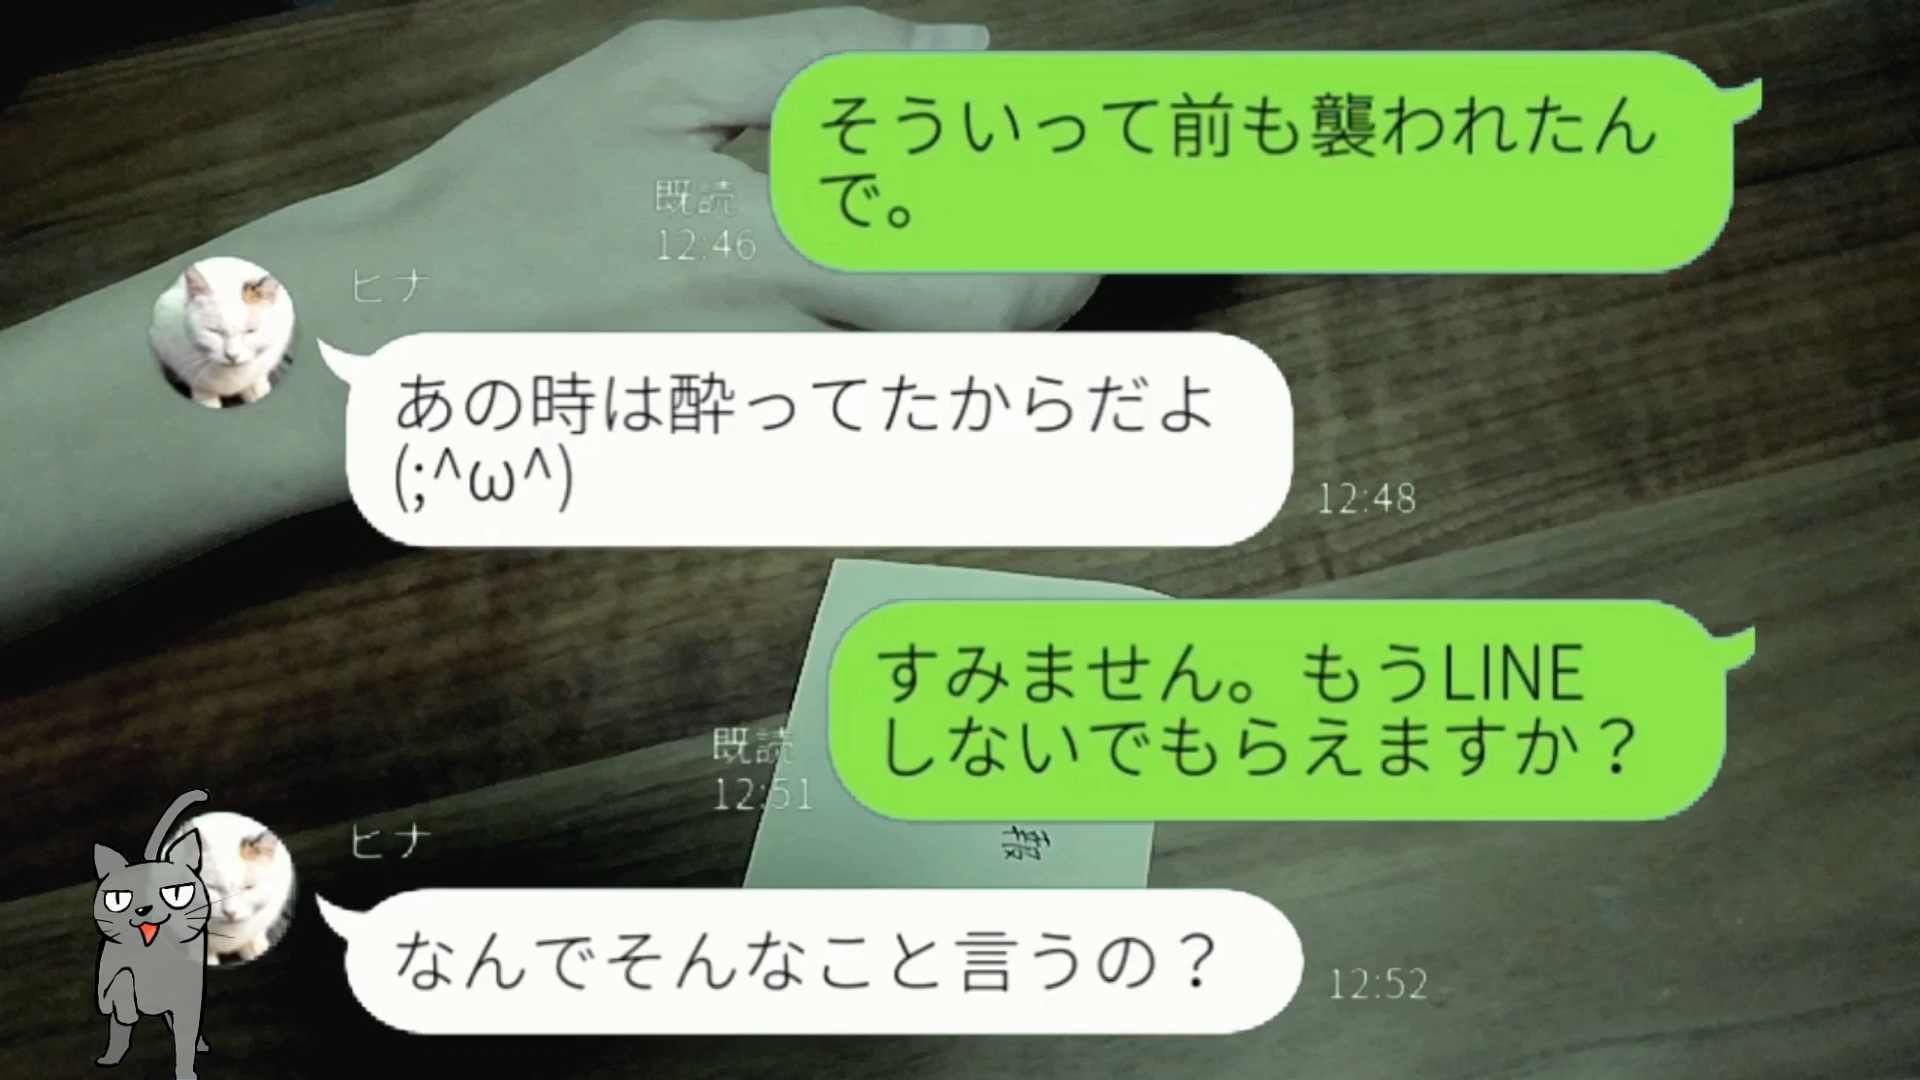 そういって前も襲われたん
で。
既読
12:46
ヒナ
あの時は酔ってたからだよ
(;^ω^)
12:48
すみません。もうLINE
しないでもらえますか？
既読
12:51
報
ヒナ
なんでそんなこと言うの？
12:52